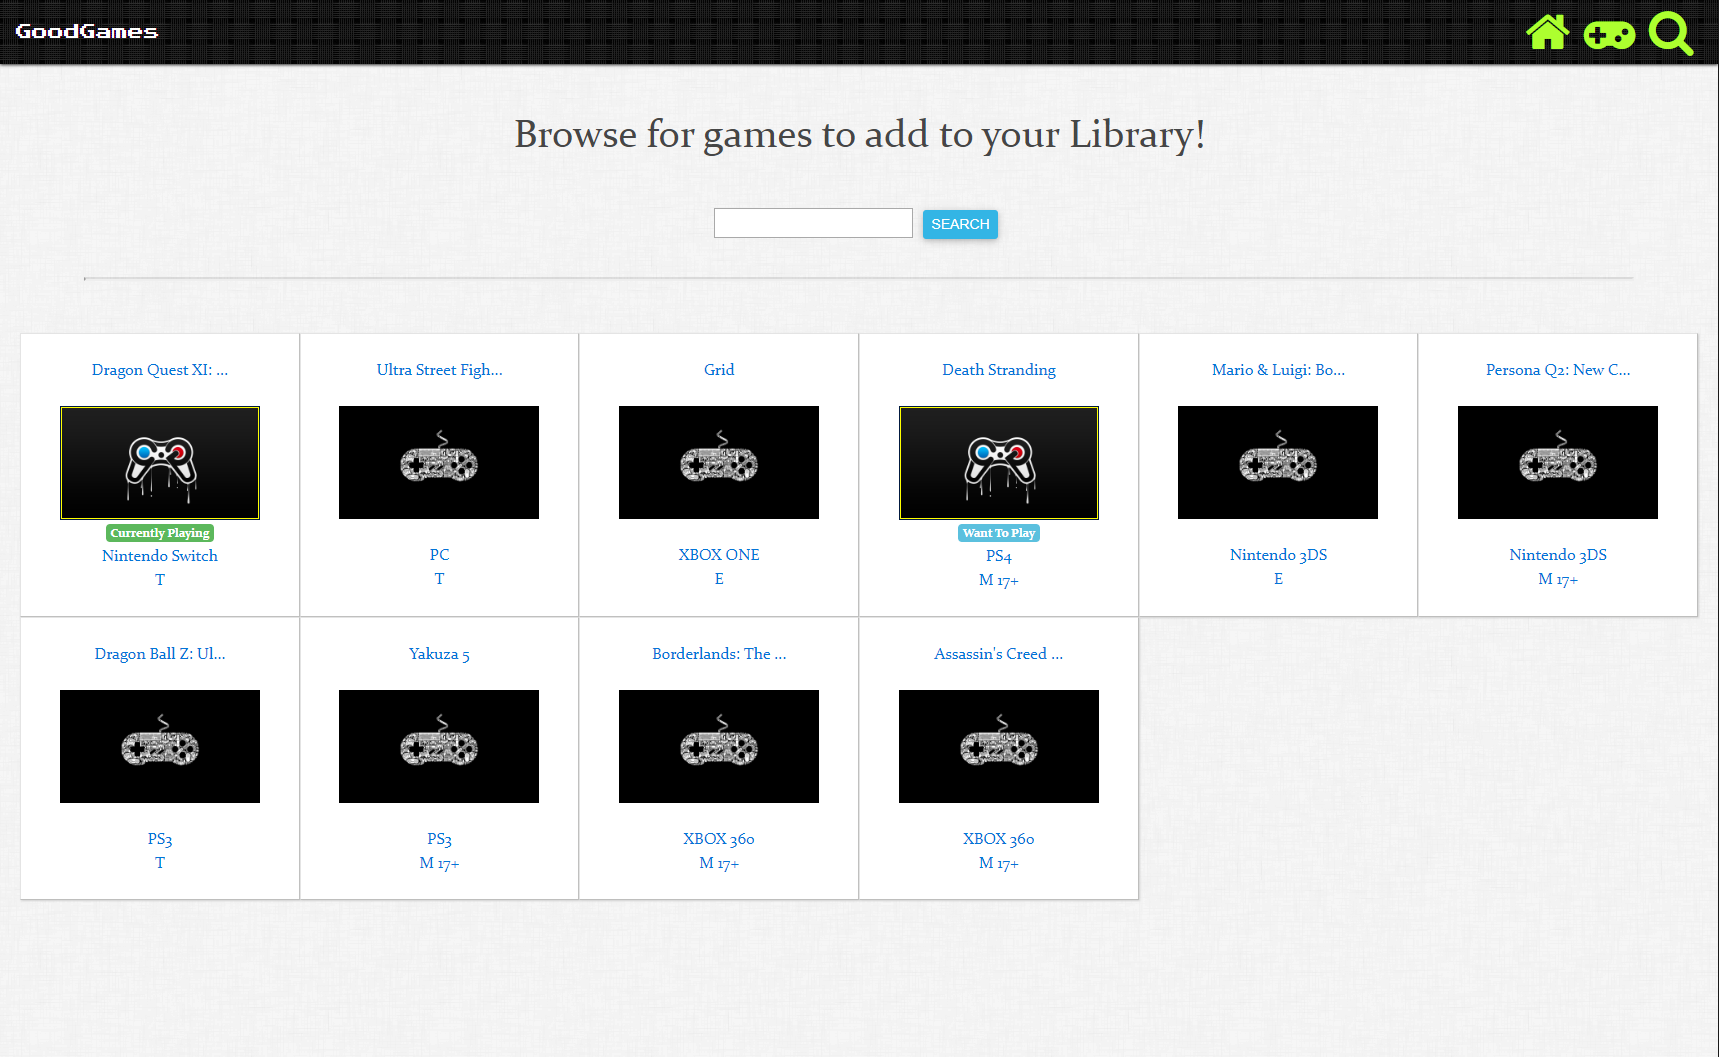 GoodGames
Browse for games to add to your Library!
SEARCH
Dragon Quest XI: ...
Currently Playing
Nintendo Switch
T
Ultra Street Figh...
PC
T
Grid
XBOX ONE
E
Death Stranding
Want To Play
PS4
M 17+
Mario & Luigi: Bo...
Nintendo 3DS
E
Persona Q2: New C...
Nintendo 3DS
M 17+
Dragon Ball Z: Ul...
PS3
T
Yakuza 5
PS3
M 17+
Borderlands: The ...
XBOX 360
M 17+
Assassin's Creed ...
XBOX 360
M 17+